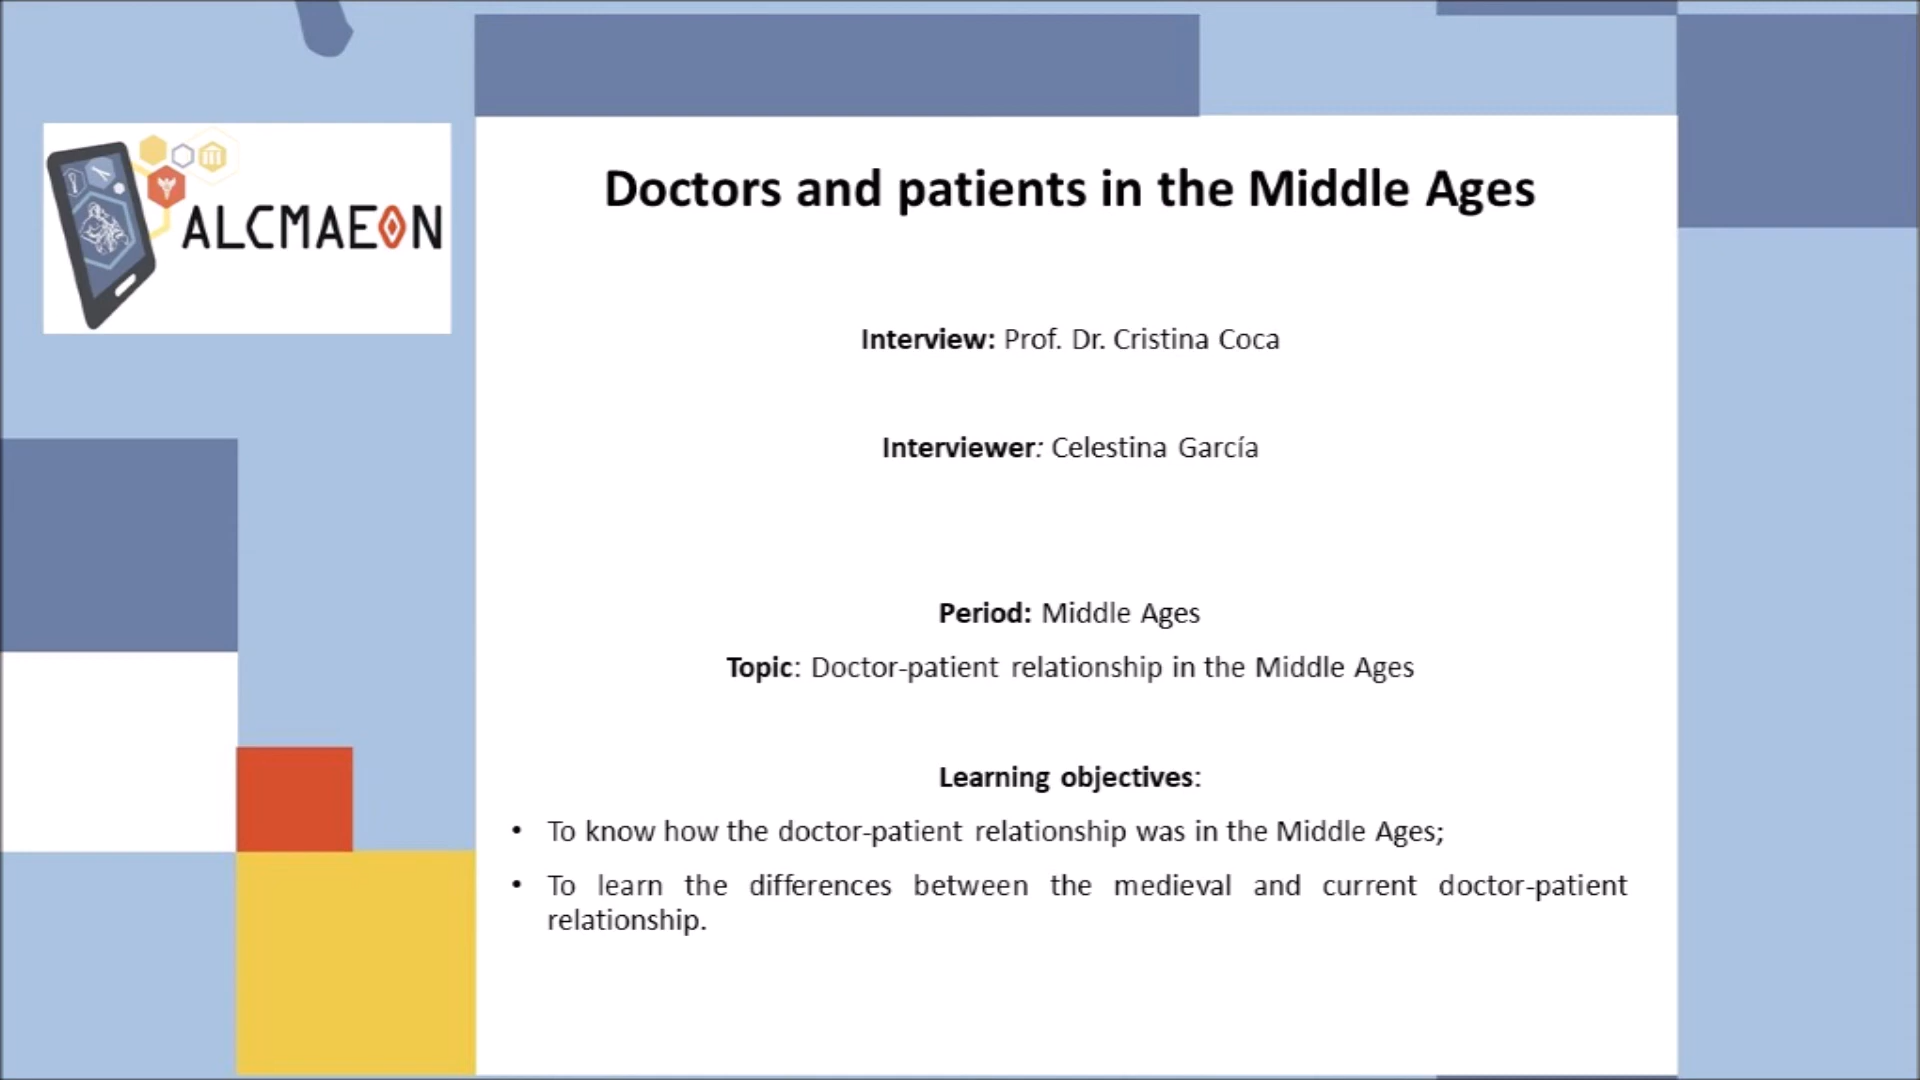 ALCMAEON
Doctors and patients in the Middle Ages
Interview: Prof. Dr. Cristina Coca
Interviewer: Celestina García
Period: Middle Ages
Topic: Doctor-patient relationship in the Middle Ages
Learning objectives:
• To know how the doctor-patient relationship was in the Middle Ages;
• To learn the differences between the medieval and current doctor-patient
relationship.